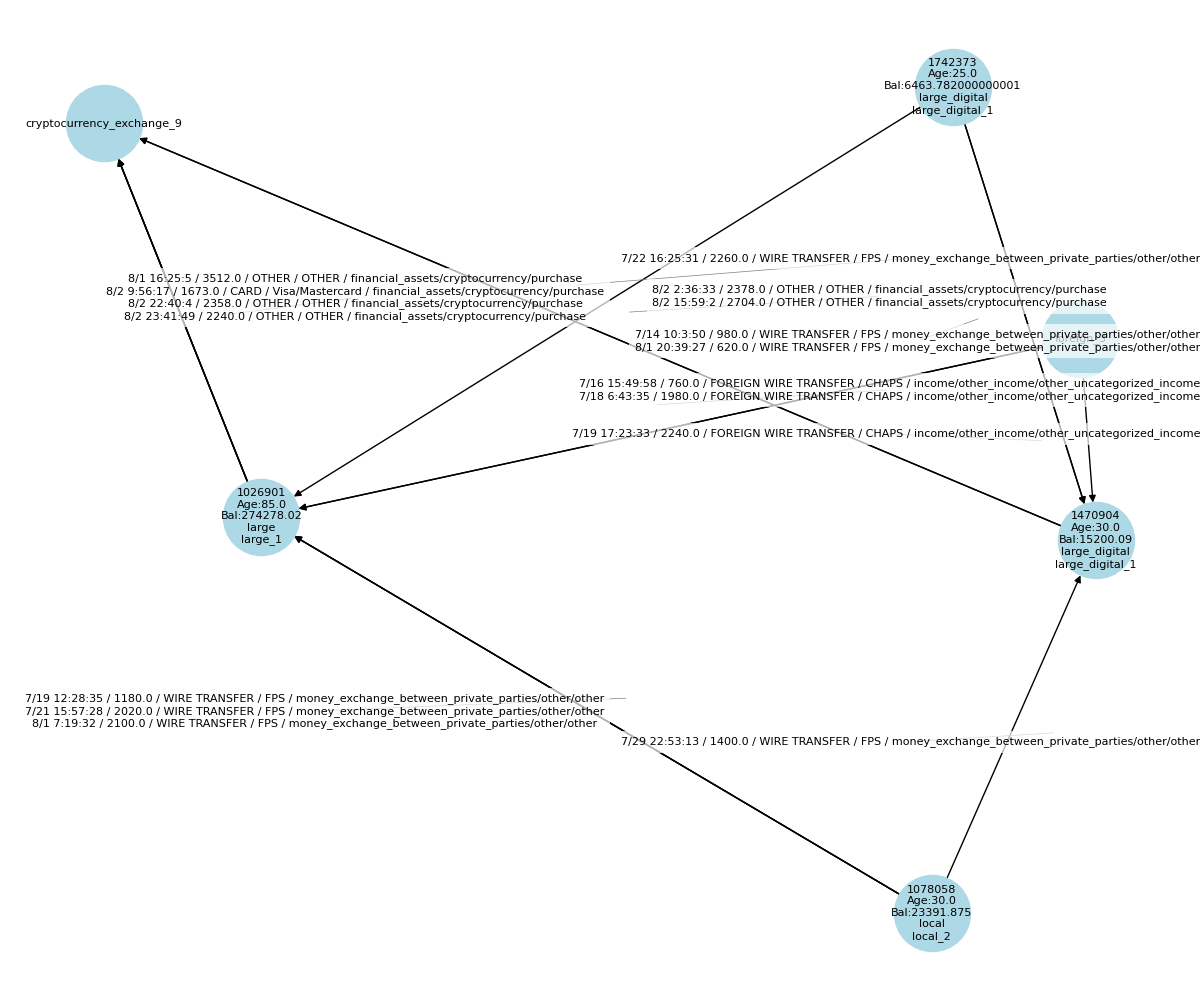 1742373
Age:25.0
Bal:6463.782000000001
large_digital
large_digital_1
cryptocurrency_exchange_9
7/22 16:25:31 / 2260.0 / WIRE TRANSFER / FPS / money_exchange_between_private_parties/other/other
8/1 16:25:5 / 3512.0 / OTHER / OTHER / financial_assets/cryptocurrency/purchase
8/2 9:56:17 / 1673.0 / CARD / Visa/Mastercard / financial_assets/cryptocurrency/purchase
8/2 22:40:4 / 2358.0 / OTHER / OTHER / financial_assets/cryptocurrency/purchase
8/2 23:41:49 / 2240.0 / OTHER / OTHER / financial_assets/cryptocurrency/purchase
8/2 2:36:33 / 2378.0 / OTHER / OTHER / financial_assets/cryptocurrency/purchase
8/2 15:59:2 / 2704.0 / OTHER / OTHER / financial_assets/cryptocurrency/purchase
7/14 10:3:50 / 980.0 / WIRE TRANSFER / FPS / money_exchange_between_private_parties/other/other
8/1 20:39:27 / 620.0 / WIRE TRANSFER / FPS / money_exchange_between_private_parties/other/other
7/16 15:49:58 / 760.0 / FOREIGN WIRE TRANSFER / CHAPS / income/other_income/other_uncategorized_income
7/18 6:43:35 / 1980.0 / FOREIGN WIRE TRANSFER / CHAPS / income/other_income/other_uncategorized_income
7/19 17:23:33 / 2240.0 / FOREIGN WIRE TRANSFER / CHAPS / income/other_income/other_uncategorized_income
1026901
Age:85.0
Bal:274278.02
large
large_1
1470904
Age:30.0
Bal:15200.09
large_digital
large_digital_1
7/19 12:28:35 / 1180.0 / WIRE TRANSFER / FPS / money_exchange_between_private_parties/other/other
7/21 15:57:28 / 2020.0 / WIRE TRANSFER / FPS / money_exchange_between_private_parties/other/other
8/1 7:19:32 / 2100.0 / WIRE TRANSFER / FPS / money_exchange_between_private_parties/other/other
7/29 22:53:13 / 1400.0 / WIRE TRANSFER / FPS / money_exchange_between_private_parties/other/other
1078058
Age:30.0
Bal:23391.875
local
local_2